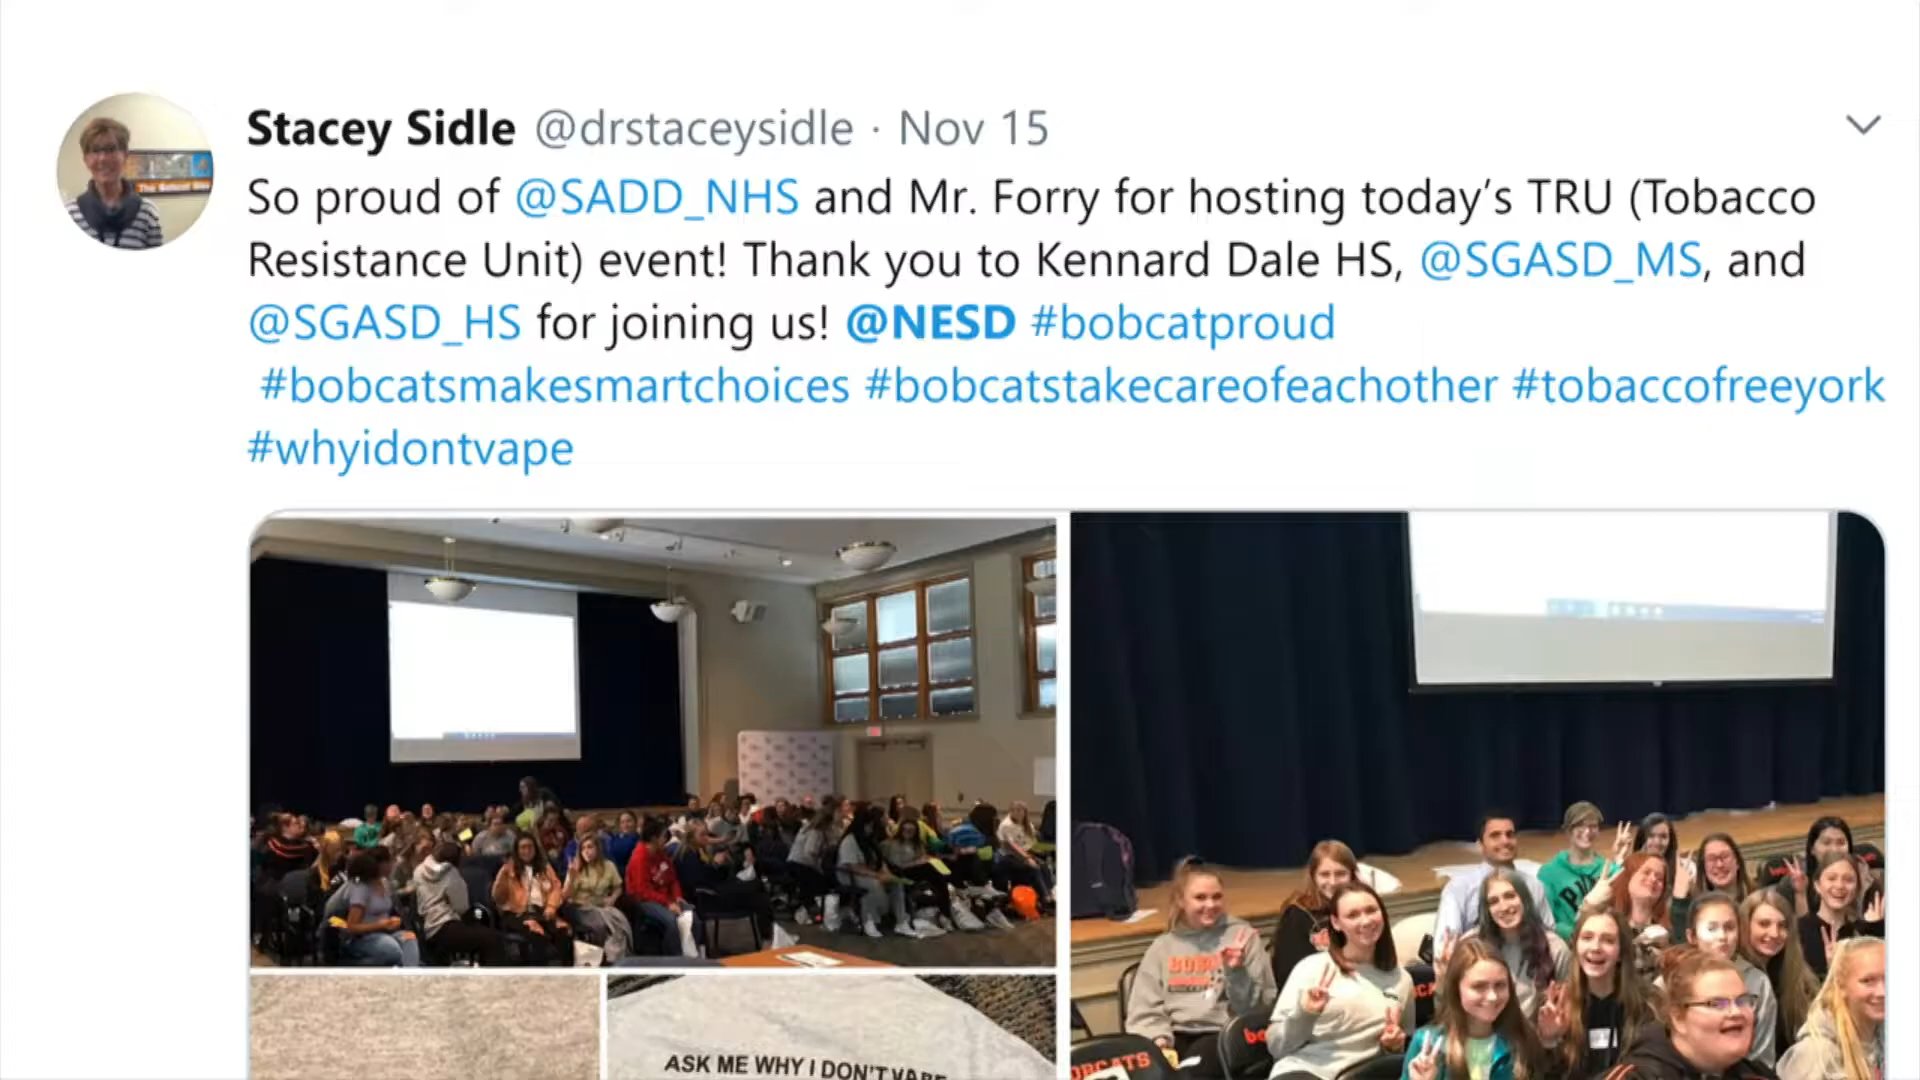 Stacey Sidle @drstaceysidle · Nov 15
So proud of @SADD_NHS and Mr. Forry for hosting today's TRU (Tobacco
Resistance Unit) event! Thank you to Kennard Dale HS, @SGASD_MS, and
@SGASD_HS for joining us! @NESD #bobcatproud
#bobcatsmakesmartchoices #bobcatstakecareofeachother #tobaccofreeyork
#whyidontvape
ASK ME WHY I DON'T VAPE